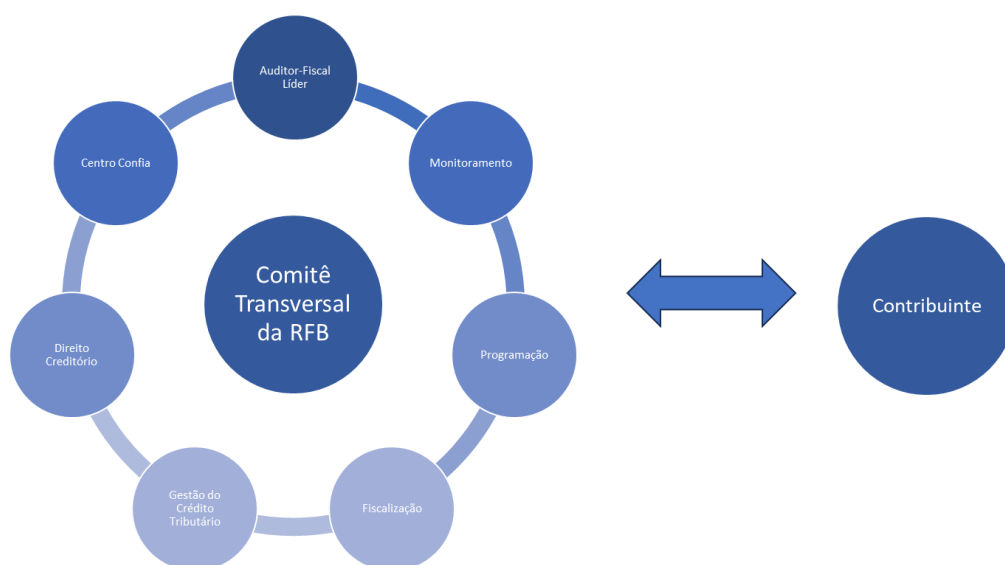 Auditor-Fiscal
Líder
Centro Confia
Monitoramento
Comitê
Transversal
da RFB
Contribuinte
Direito
Creditório
Programação
Gestão do
Crédito
Tributário
Fiscalização